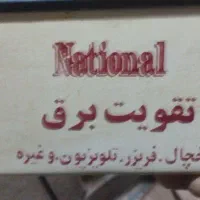 National
تقویت برق
یخچال . فریزر . تلویزیون . و غیره